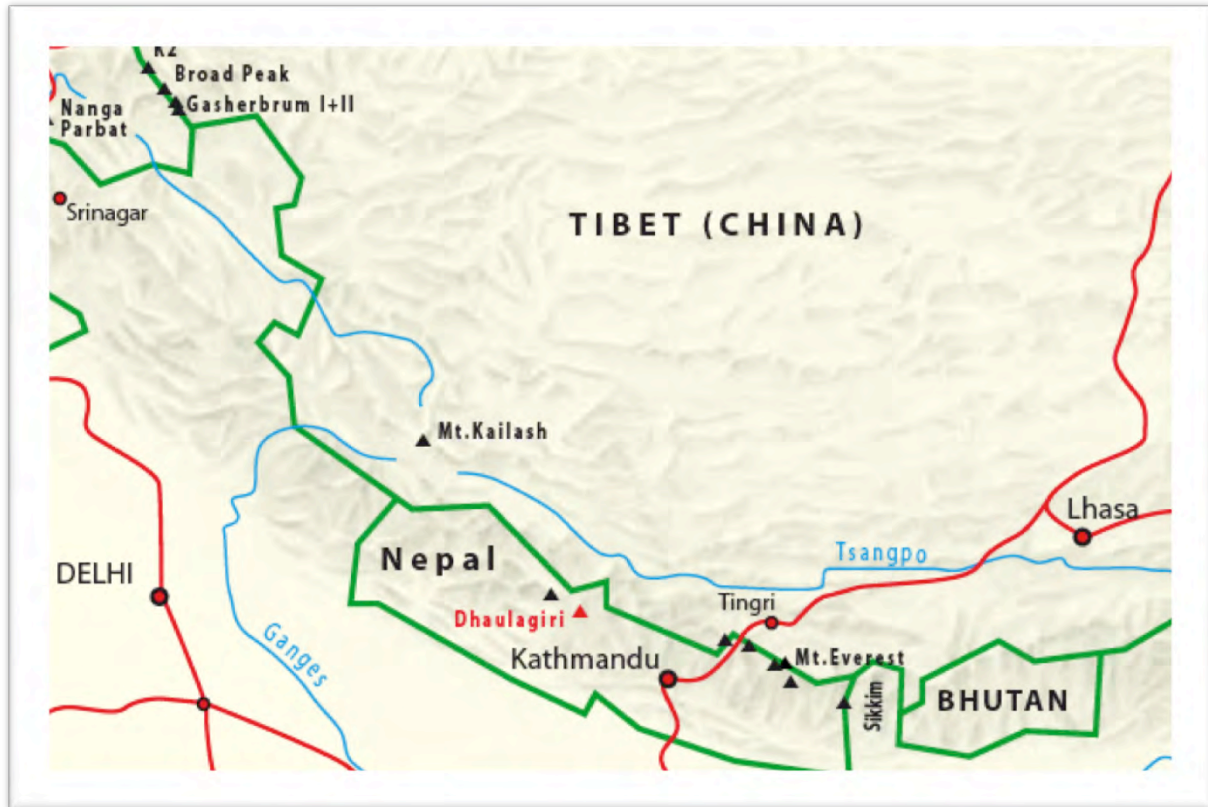 K2
Broad Peak
Gasherbrum I+II
Nanga
Parbat
Srinagar
TIBET (CHINA)
Mt.Kailash
Lhasa
Nepal
Tsangpo
DELHI
Tingri
Dhaulagiri
Ganges
Kathmandu
Mt.Everest
Sikkim
BHUTAN